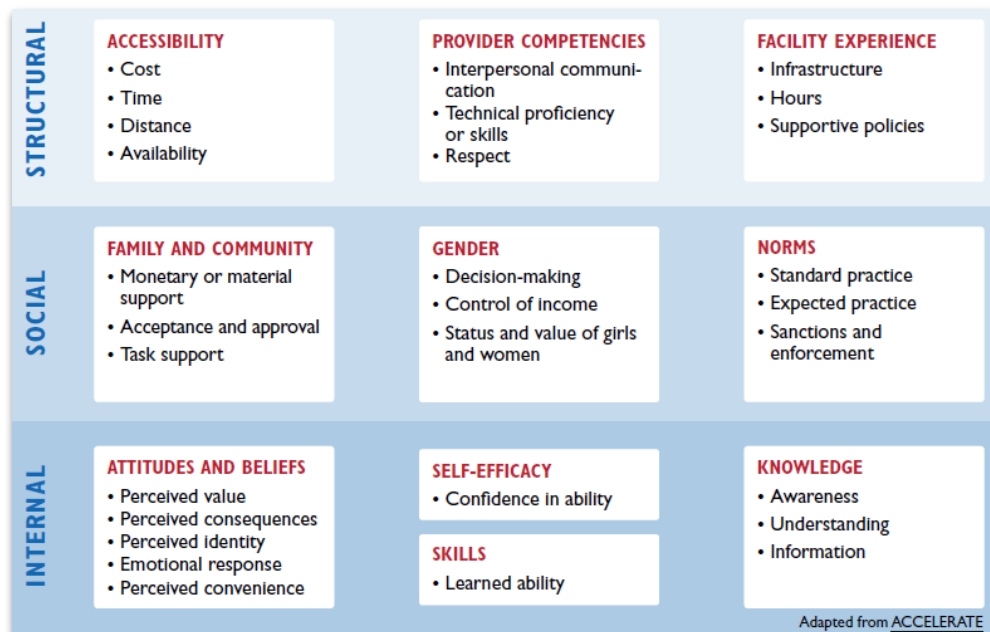 STRUCTURAL
ACCESSIBILITY
• Cost
• Time
• Distance
• Availability
PROVIDER COMPETENCIES
• Interpersonal communi-
cation
• Technical proficiency
or skills
• Respect
FACILITY EXPERIENCE
• Infrastructure
• Hours
• Supportive policies
SOCIAL
FAMILY AND COMMUNITY
• Monetary or material
support
• Acceptance and approval
• Task support
GENDER
• Decision-making
• Control of income
• Status and value of girls
and women
NORMS
• Standard practice
• Expected practice
• Sanctions and
enforcement
INTERNAL
ATTITUDES AND BELIEFS
• Perceived value
• Perceived consequences
• Perceived identity
• Emotional response
• Perceived convenience
SELF-EFFICACY
• Confidence in ability
SKILLS
• Learned ability
KNOWLEDGE
• Awareness
• Understanding
• Information
Adapted from ACCELERATE